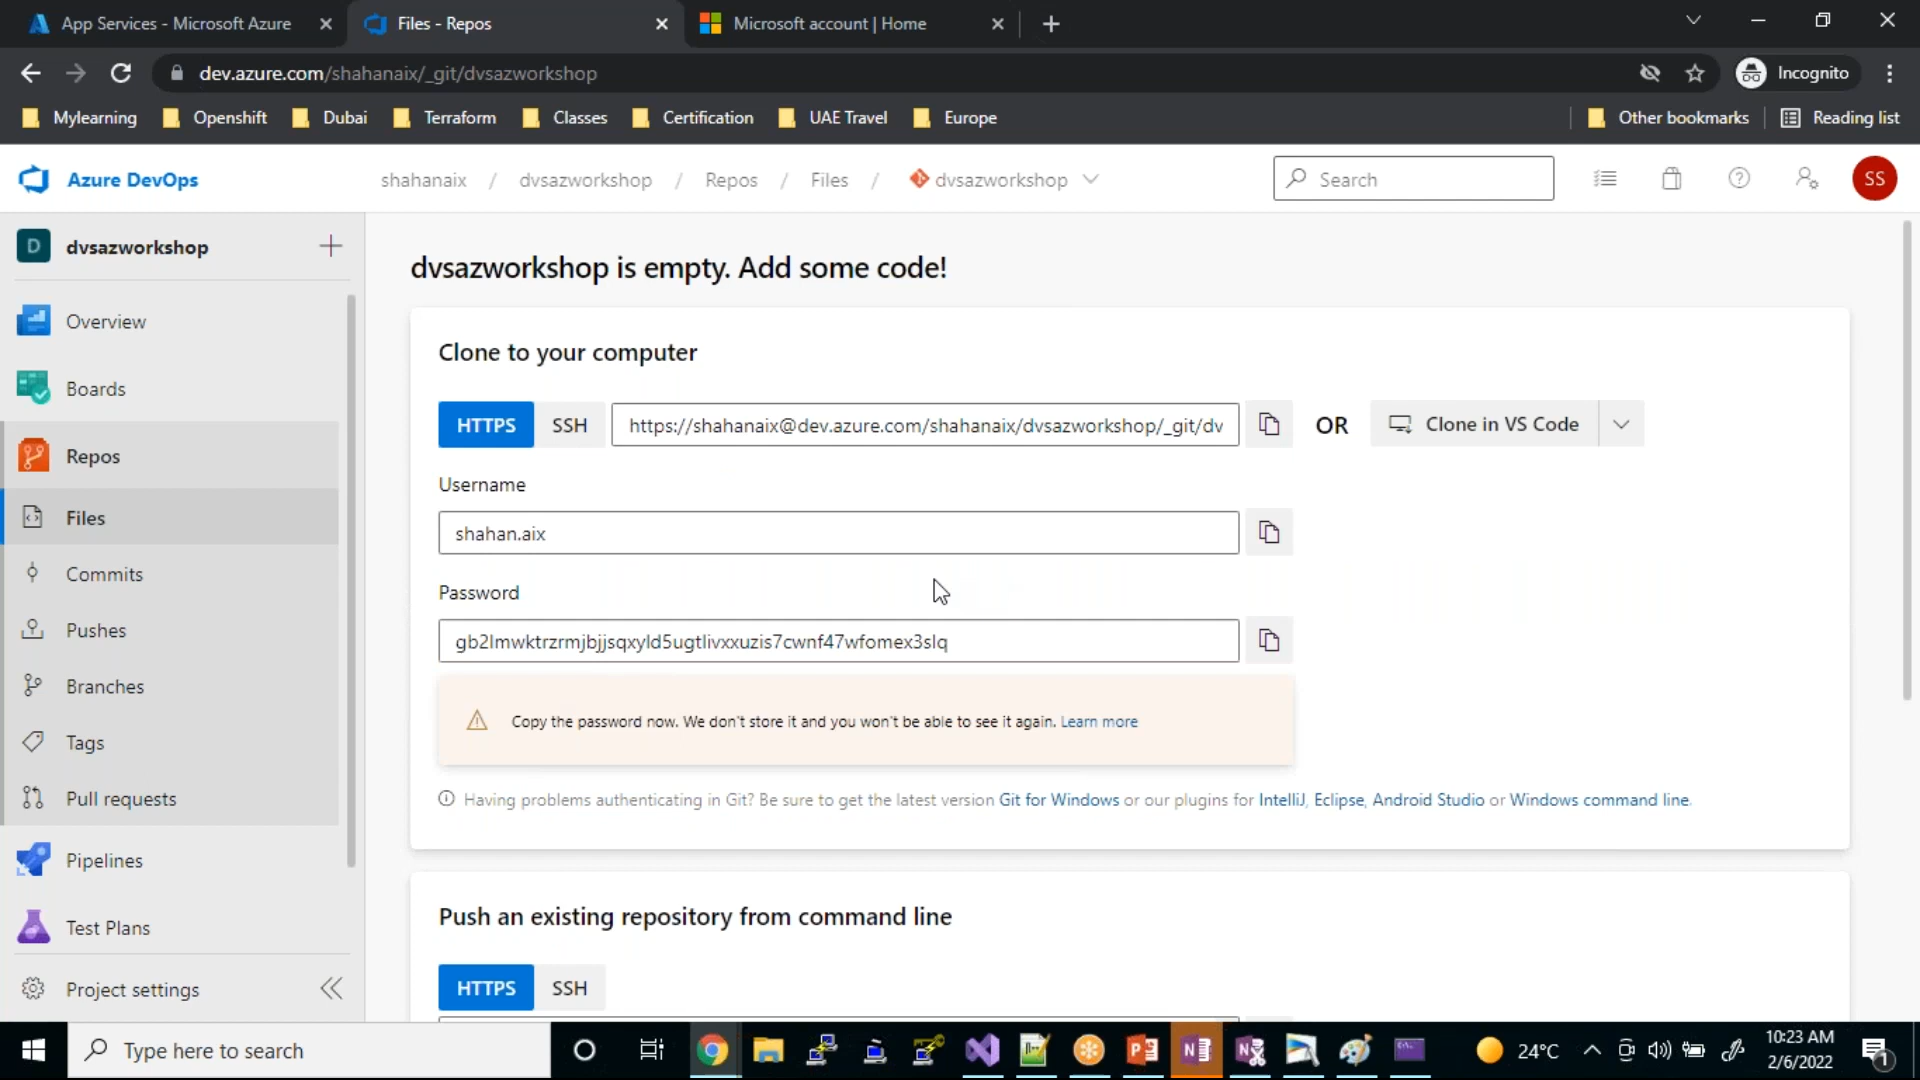 App Services - Microsoft Azure
Files - Repos
Microsoft account | Home
dev.azure.com/shahanaix/_git/dvsazworkshop
Incognito
Mylearning Openshift Dubai Terraform Classes Certification UAE Travel Europe Other bookmarks Reading list
Azure DevOps
shahanaix / dvsazworkshop / Repos / Files / dvsazworkshop
Search
SS
D dvsazworkshop
Overview
Boards
Repos
Files
Commits
Pushes
Branches
Tags
Pull requests
Pipelines
Test Plans
Project settings
dvsazworkshop is empty. Add some code!
Clone to your computer
HTTPS SSH https://shahanaix@dev.azure.com/shahanaix/dvsazworkshop/_git/dv OR Clone in VS Code
Username
shahan.aix
Password
gb2lmwktrzrmjbjjsqxyld5ugtlivxxuzis7cwnf47wfomex3slq
Copy the password now. We don't store it and you won't be able to see it again. Learn more
Having problems authenticating in Git? Be sure to get the latest version Git for Windows or our plugins for IntelliJ, Eclipse, Android Studio or Windows command line.
Push an existing repository from command line
HTTPS SSH
Type here to search
24°C
10:23 AM
2/6/2022
1